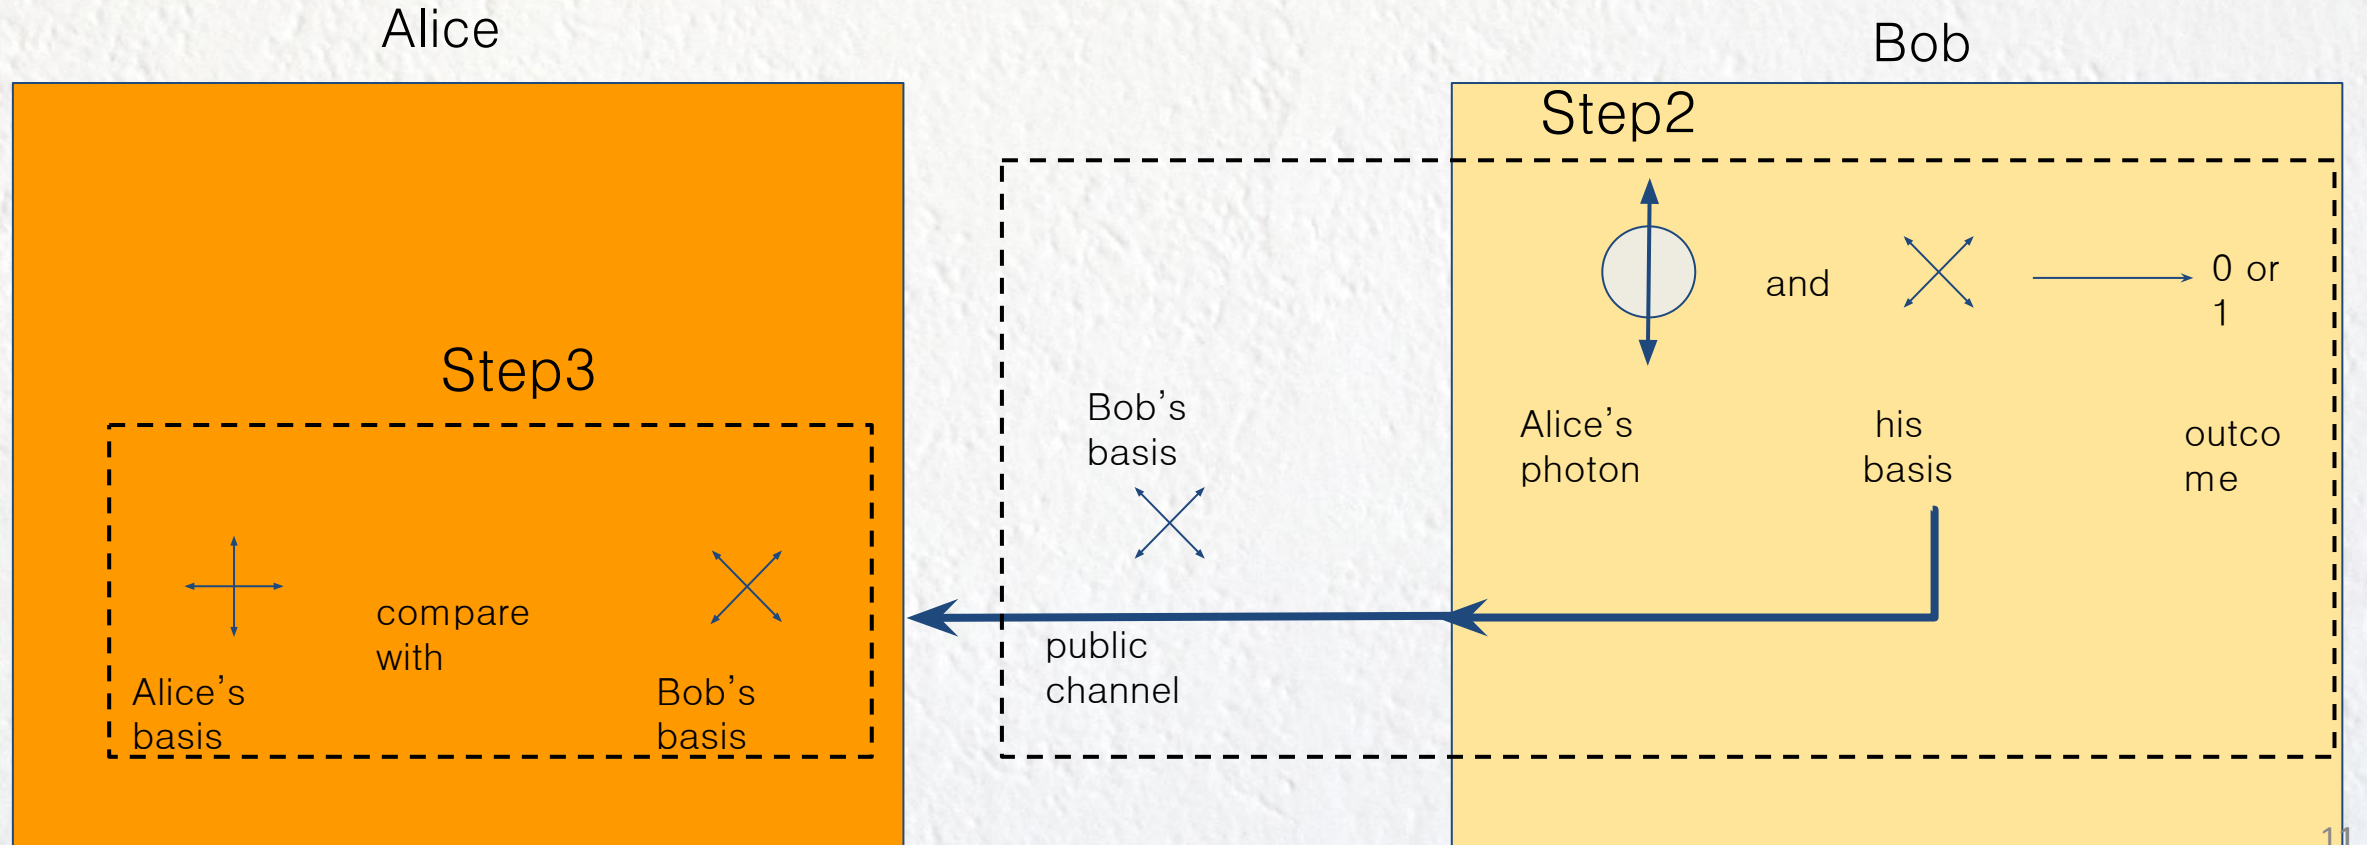 Alice
Bob
Step2
and
0 or
1
Alice’s
photon
his
basis
outco
me
Bob’s
basis
public
channel
Step3
compare
with
Alice’s
basis
Bob’s
basis
11